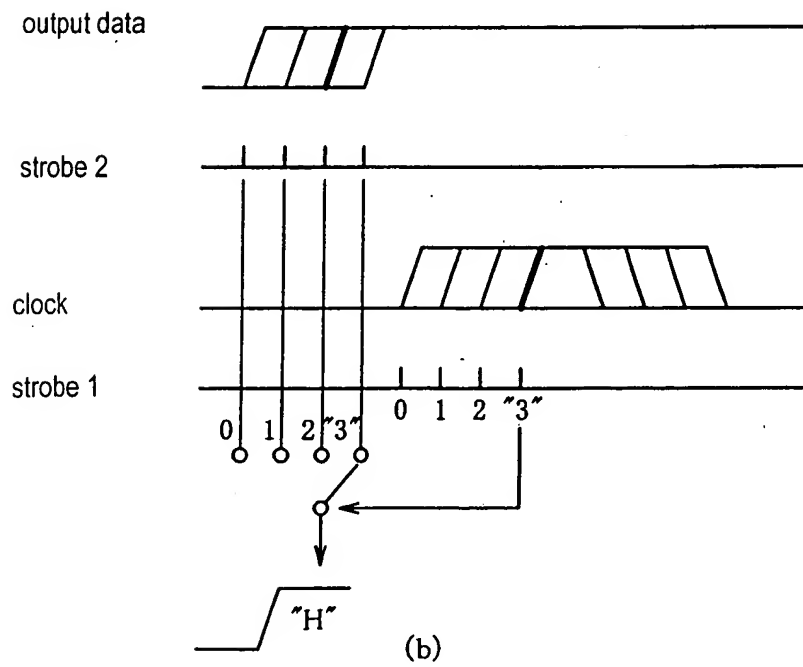 output data
strobe 2
clock
strobe 1
0 1 2 "3"
0 1 2 "3"
"H"
(b)